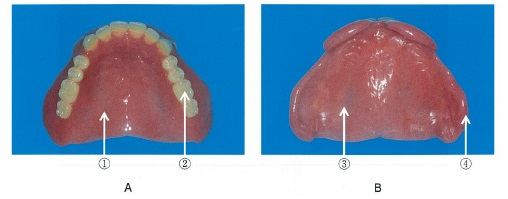 ① ② ③ ④
A B